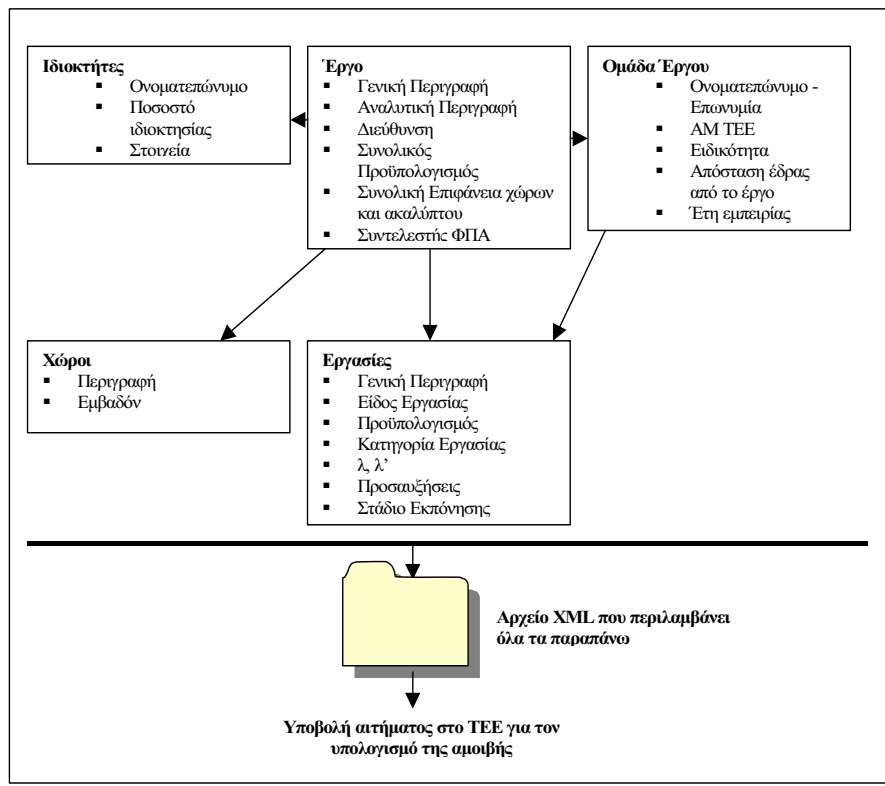 Ιδιοκτήτες
▪ Ονοματεπώνυμο
▪ Ποσοστό
ιδιοκτησίας
▪ Στοιχεία
Έργο
▪ Γενική Περιγραφή
▪ Αναλυτική Περιγραφή
▪ Διεύθυνση
▪ Συνολικός
Προϋπολογισμός
▪ Συνολική Επιφάνεια χώρων
και ακαλύπτου
▪ Συντελεστής ΦΠΑ
Ομάδα Έργου
▪ Ονοματεπώνυμο -
Επωνυμία
▪ ΑΜ ΤΕΕ
▪ Ειδικότητα
▪ Απόσταση έδρας
από το έργο
▪ Έτη εμπειρίας
Χώροι
▪ Περιγραφή
▪ Εμβαδόν
Εργασίες
▪ Γενική Περιγραφή
▪ Είδος Εργασίας
▪ Προϋπολογισμός
▪ Κατηγορία Εργασίας
▪ λ, λ’
▪ Προσαυξήσεις
▪ Στάδιο Εκπόνησης
Αρχείο XML που περιλαμβάνει
όλα τα παραπάνω
Υποβολή αιτήματος στο ΤΕΕ για τον
υπολογισμό της αμοιβής